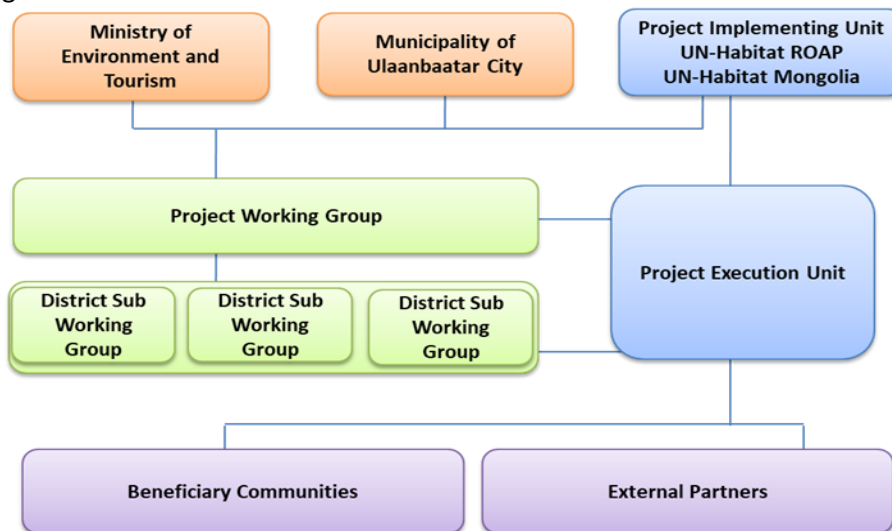 Ministry of
Environment and
Tourism
Municipality of
Ulaanbaatar City
Project Implementing Unit
UN-Habitat ROAP
UN-Habitat Mongolia
Project Working Group
Project Execution Unit
District Sub
Working
Group
District Sub
Working
Group
District Sub
Working
Group
Beneficiary Communities
External Partners